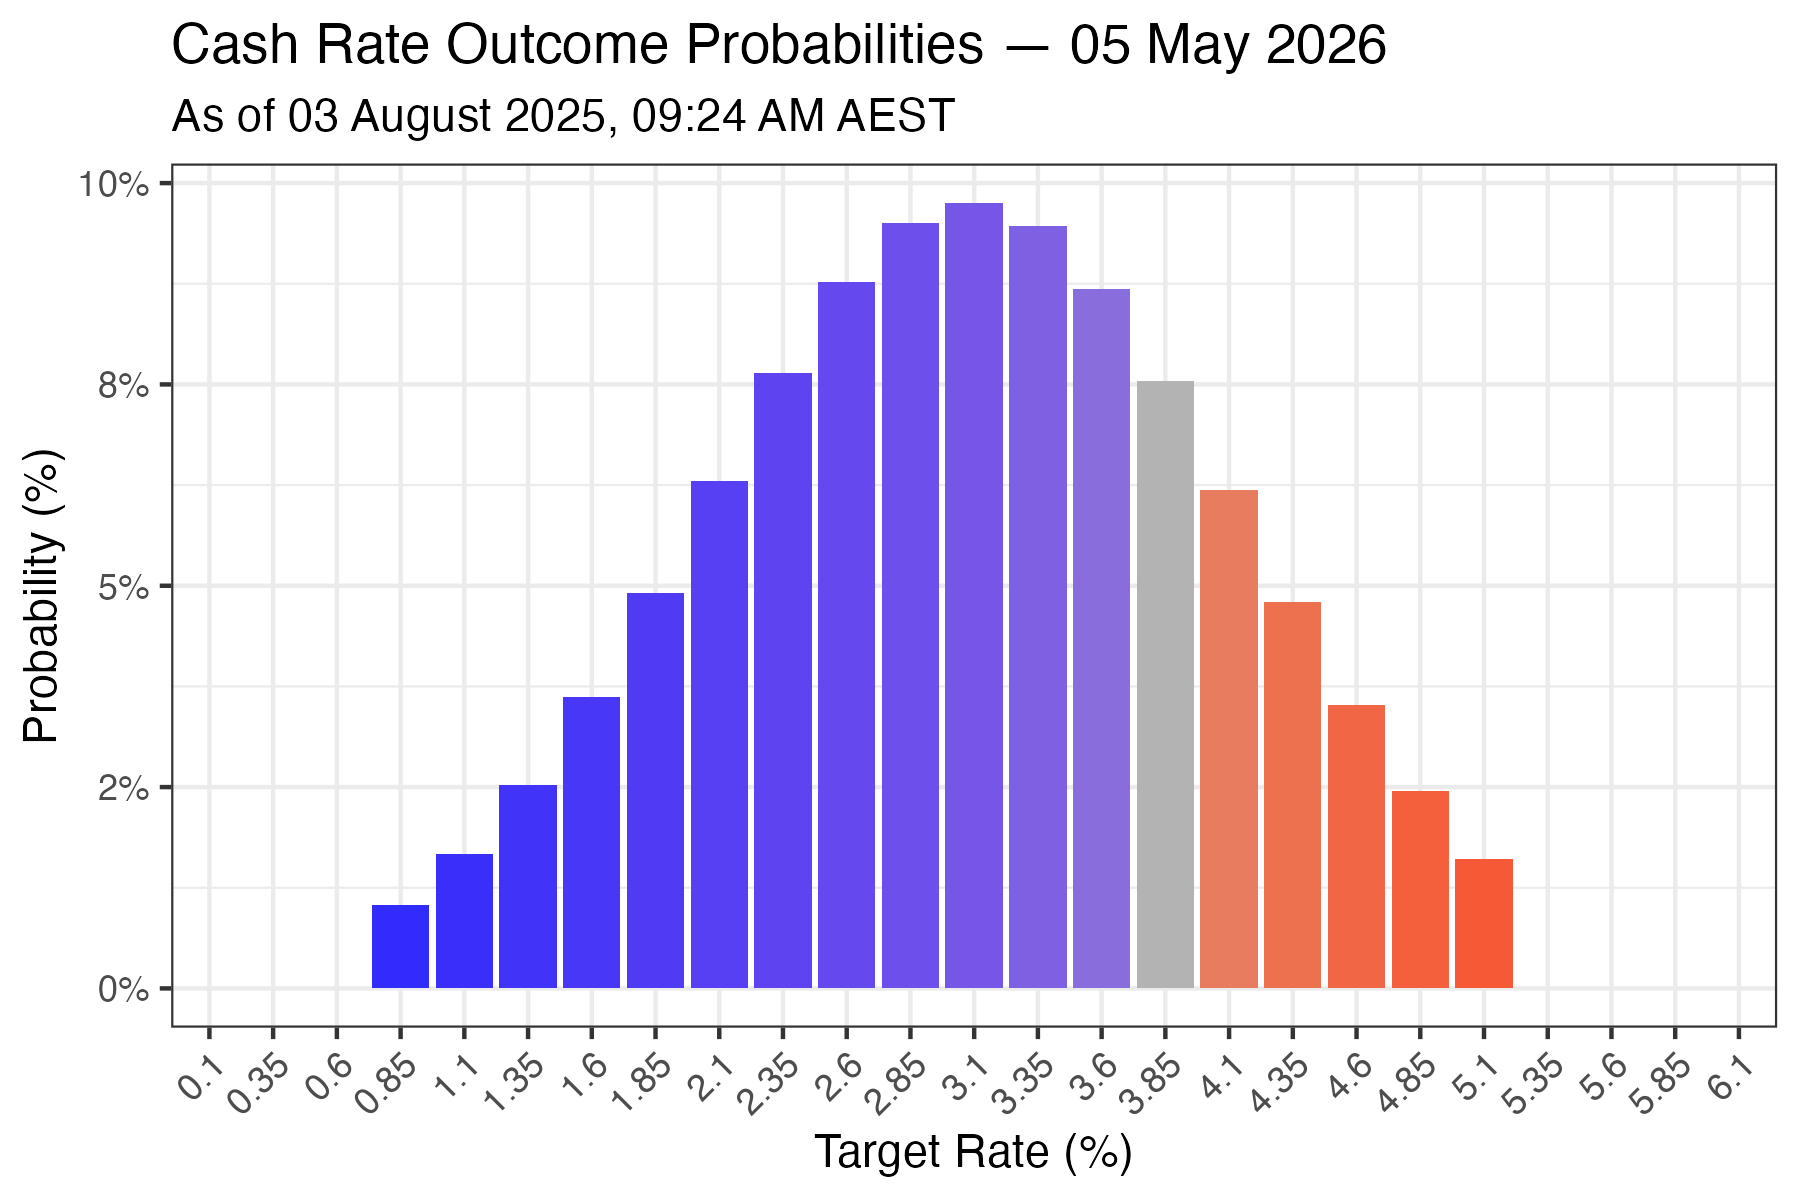 Cash Rate Outcome Probabilities — 05 May 2026
As of 03 August 2025, 09:24 AM AEST
Probability (%)
10%
8%
5%
2%
0%
0.1 0.35 0.6 0.85 1.1 1.35 1.6 1.85 2.1 2.35 2.6 2.85 3.1 3.35 3.6 3.85 4.1 4.35 4.6 4.85 5.1 5.35 5.6 5.85 6.1
Target Rate (%)